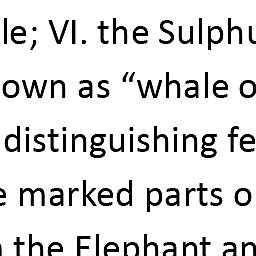 le; VI. the Sulphu
own as “whale o
distinguishing fe
e marked parts o
the Elephant an